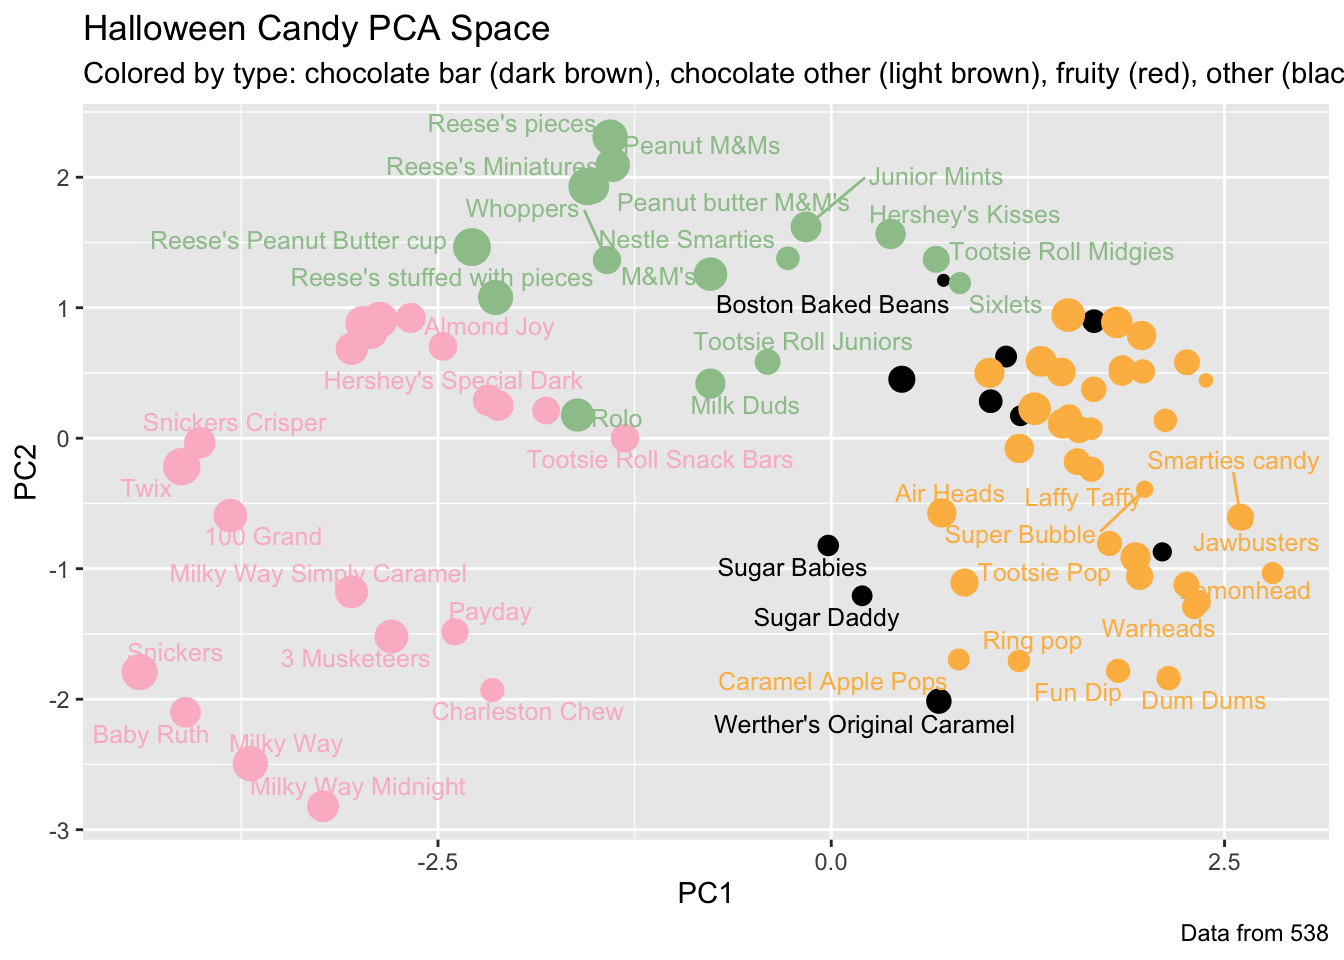 Halloween Candy PCA Space
Colored by type: chocolate bar (dark brown), chocolate other (light brown), fruity (red), other (blac
Reese's pieces
Peanut M&Ms
Reese's Miniatures
Junior Mints
Peanut butter M&M's
Whoppers
Hershey's Kisses
Reese's Peanut Butter cup
Nestle Smarties
Tootsie Roll Midgies
Reese's stuffed with pieces
M&M's
Boston Baked Beans
Sixlets
Almond Joy
Tootsie Roll Juniors
Hershey's Special Dark
Milk Duds
Snickers Crisper
Rolo
Tootsie Roll Snack Bars
Smarties candy
Twix
Air Heads
Laffy Taffy
100 Grand
Super Bubble
Jawbusters
Milky Way Simply Caramel
Sugar Babies
Tootsie Pop
Payday
Sugar Daddy
Warheads
Snickers
3 Musketeers
Ring pop
Caramel Apple Pops
Fun Dip
Dum Dums
Charleston Chew
Werther's Original Caramel
Baby Ruth
Milky Way
Milky Way Midnight
2
1
0
-1
-2
-3
PC2
-2.5
0.0
2.5
PC1
Data from 538